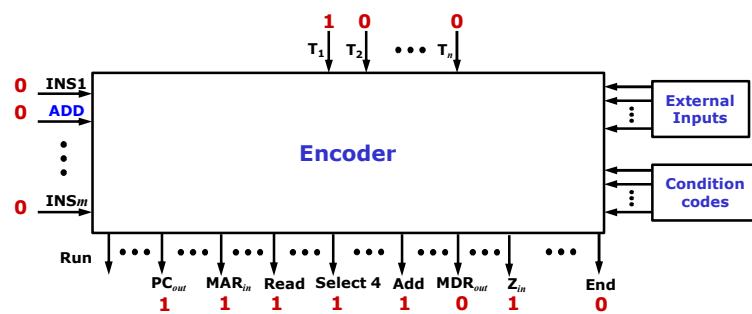 1 0 0
T1 T2 ••• Tn
0 INS1
0 ADD
External
Inputs
Encoder
Condition
codes
0 INSm
Run
PCout MARin Read Select 4 Add MDRout Zin End
1 1 1 1 1 0 1 0